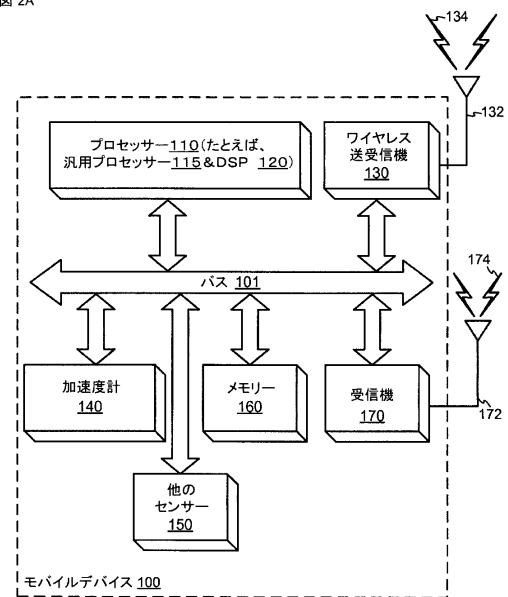 図 2A
134
132
プロセッサー110(たとえば、
汎用プロセッサー115&DSP 120)
ワイヤレス
送受信機
130
バス 101
174
172
加速度計
140
メモリー
160
受信機
170
他の
センサー
150
モバイルデバイス 100